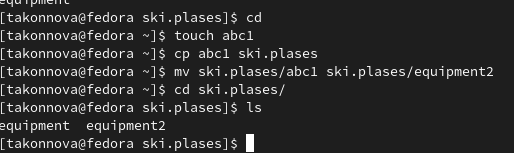 equipment
[takonnova@fedora ski.plases]$ cd
[takonnova@fedora ~]$ touch abc1
[takonnova@fedora ~]$ cp abc1 ski.plases
[takonnova@fedora ~]$ mv ski.plases/abc1 ski.plases/equipment2
[takonnova@fedora ~]$ cd ski.plases/
[takonnova@fedora ski.plases]$ ls
equipment  equipment2
[takonnova@fedora ski.plases]$